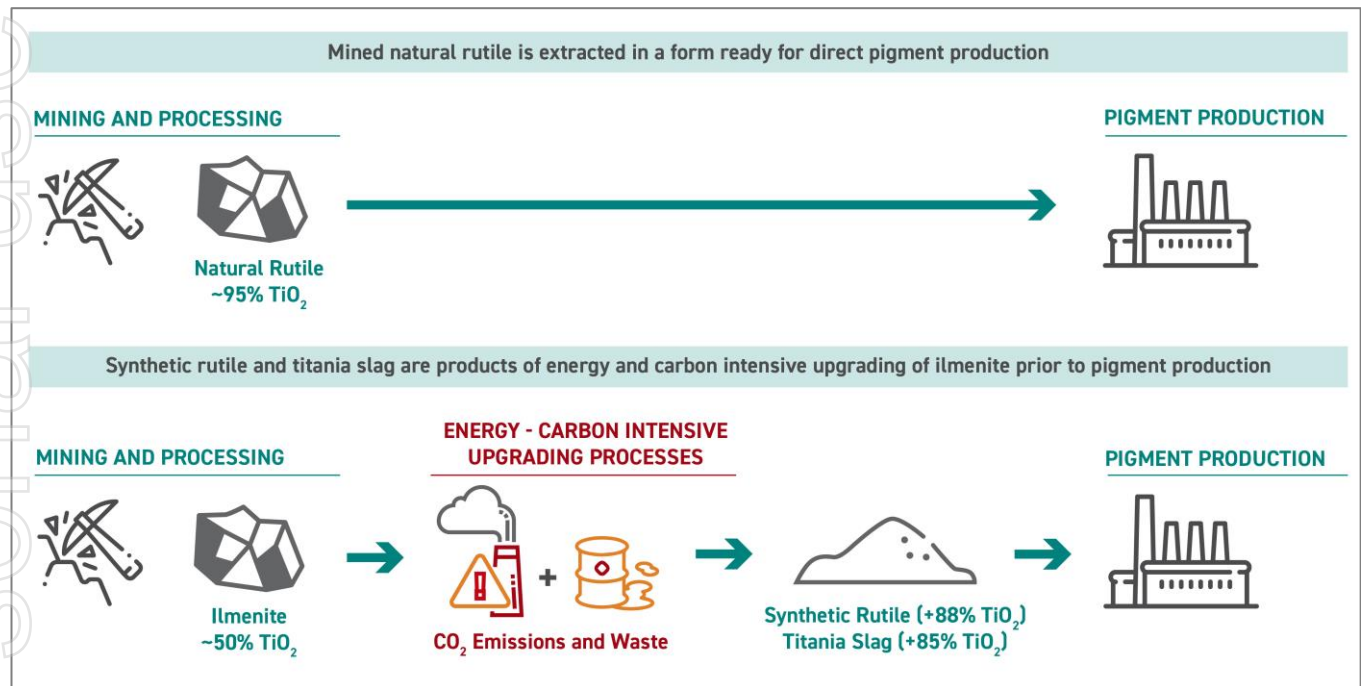 Mined natural rutile is extracted in a form ready for direct pigment production
MINING AND PROCESSING
PIGMENT PRODUCTION
Natural Rutile
~95% TiO₂
Synthetic rutile and titania slag are products of energy and carbon intensive upgrading of ilmenite prior to pigment production
MINING AND PROCESSING
ENERGY - CARBON INTENSIVE
UPGRADING PROCESSES
PIGMENT PRODUCTION
Ilmenite
~50% TiO₂
+
CO₂ Emissions and Waste
Synthetic Rutile (+88% TiO₂)
Titania Slag (+85% TiO₂)